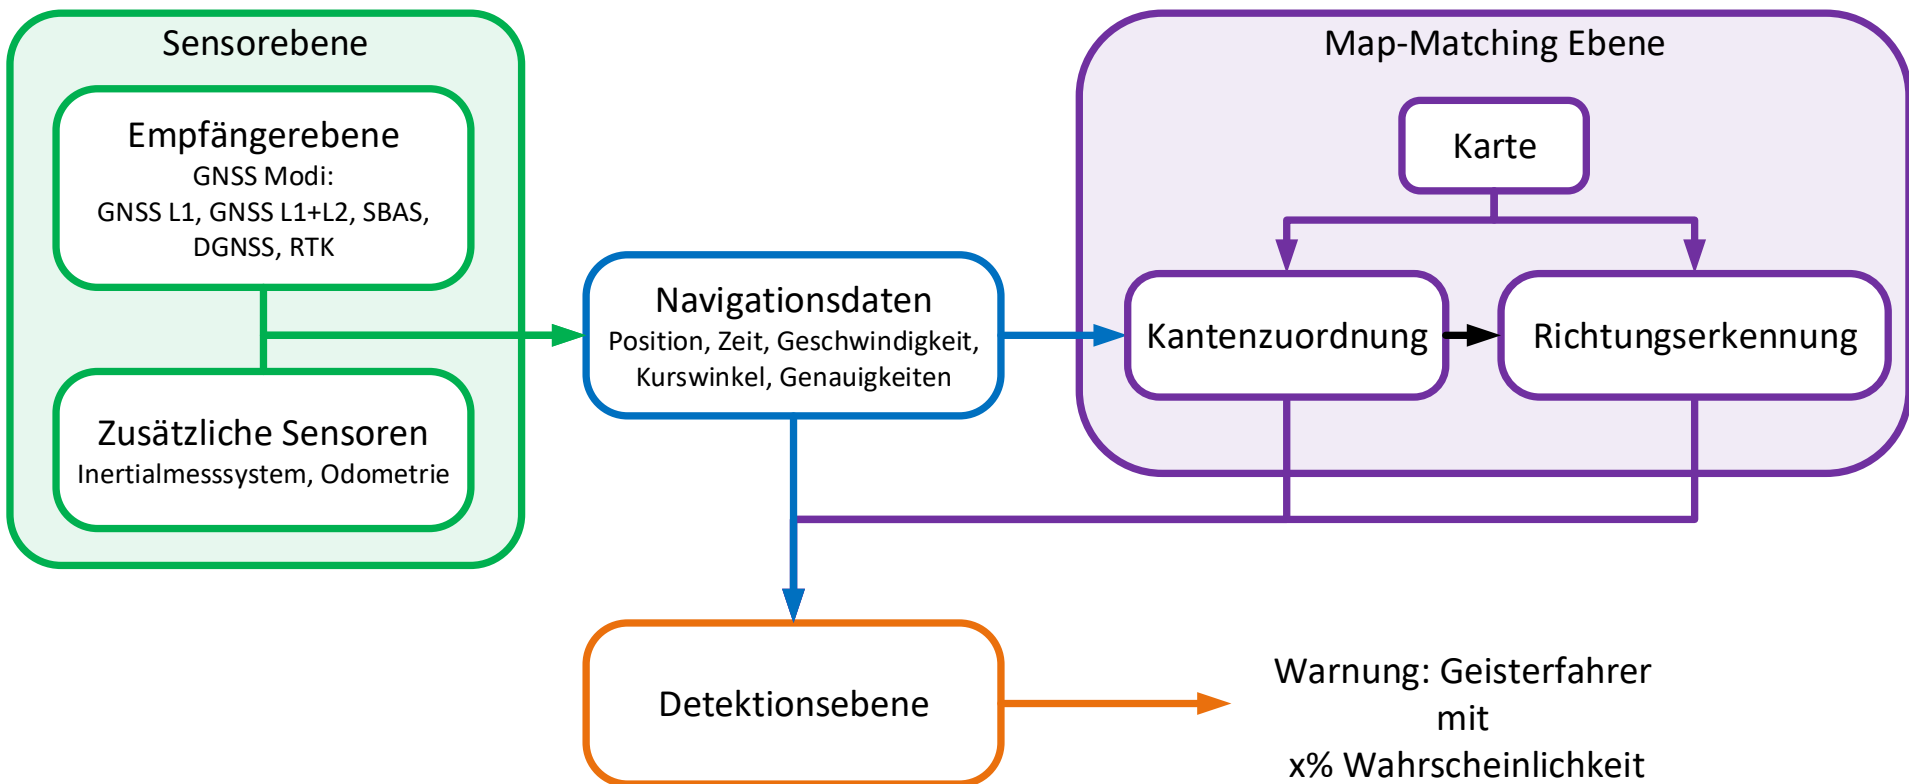 Sensorebene
Empfängerebene
GNSS Modi:
GNSS L1, GNSS L1+L2, SBAS,
DGNSS, RTK
Zusätzliche Sensoren
Inertialmesssystem, Odometrie
Navigationsdaten
Position, Zeit, Geschwindigkeit,
Kurswinkel, Genauigkeiten
Map-Matching Ebene
Karte
Kantenzuordnung
Richtungserkennung
Detektionsebene
Warnung: Geisterfahrer
mit
x% Wahrscheinlichkeit